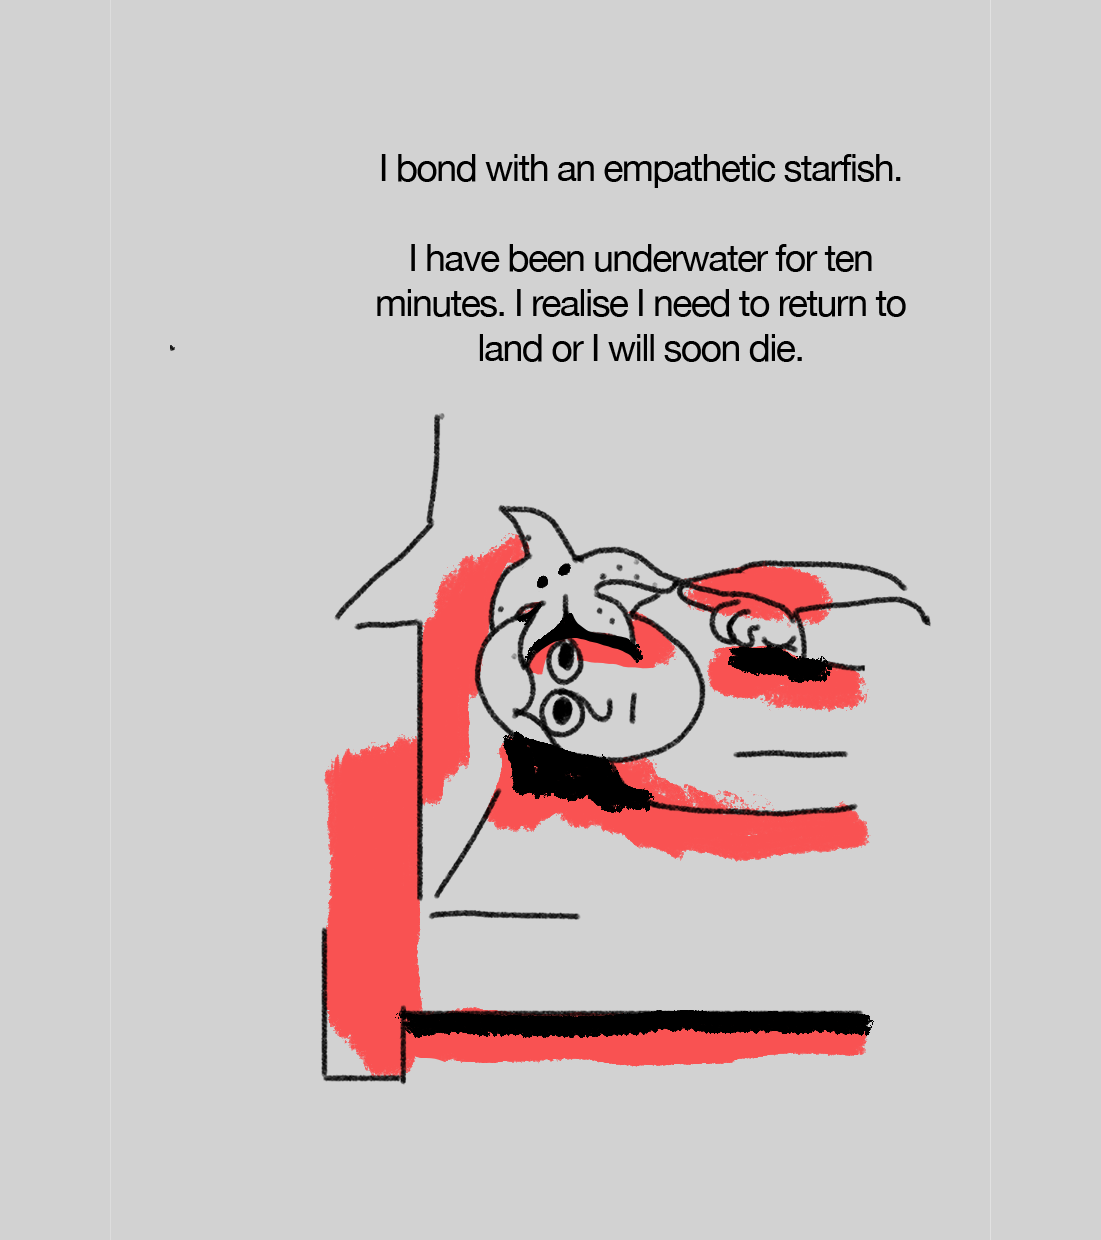 I bond with an empathetic starfish.
I have been underwater for ten
minutes. I realise I need to return to
land or I will soon die.